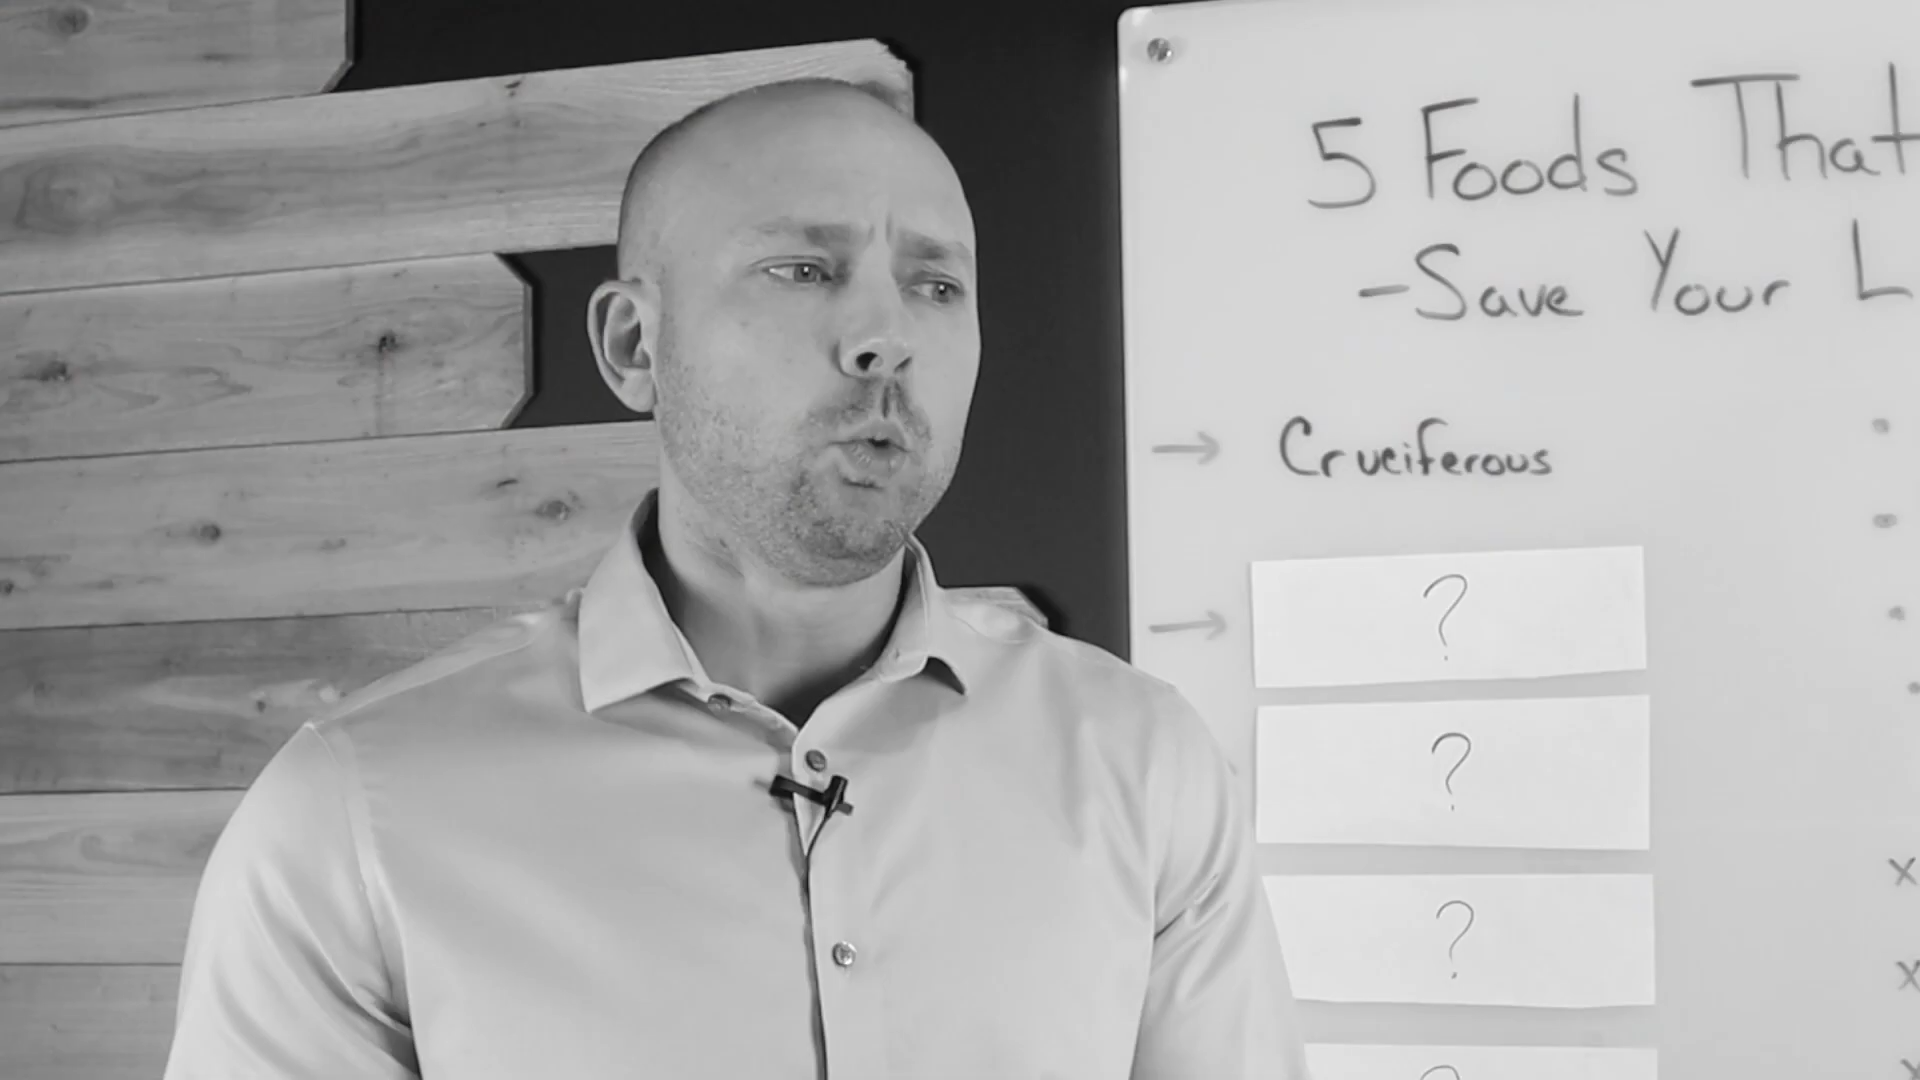 5 Foods That
-Save Your L
→ Cruciferous
→ ?
?
?
?
x
x
x